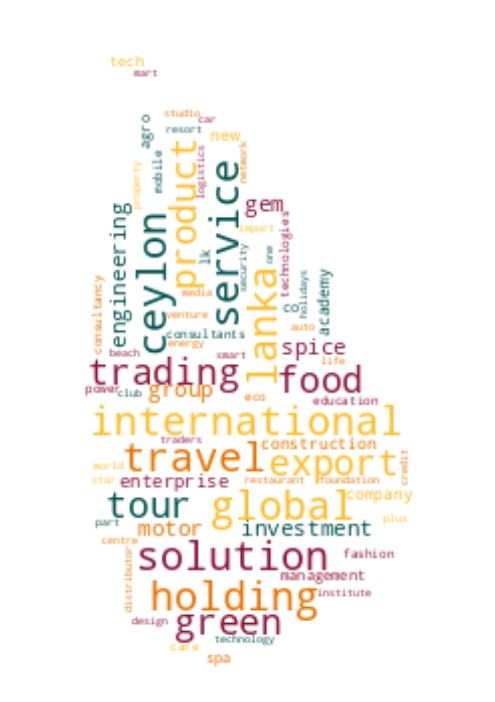 tech
mart
studio
car
agro
resort
new
product
service
mobile
logistics
network
property
gem
engineering
ceylon
import
technologies
lk
security
one
lanka
consultancy
media
holidays
co
academy
venture
consultants
auto
energy
spice
beach
smart
life
trading
food
power
club
group
eco
education
international
traders
construction
travel
export
credit
world
star
enterprise
restaurant
foundation
tour
global
company
part
motor
investment
plus
centre
solution
fashion
distributor
management
holding
institute
design
green
technology
care
spa